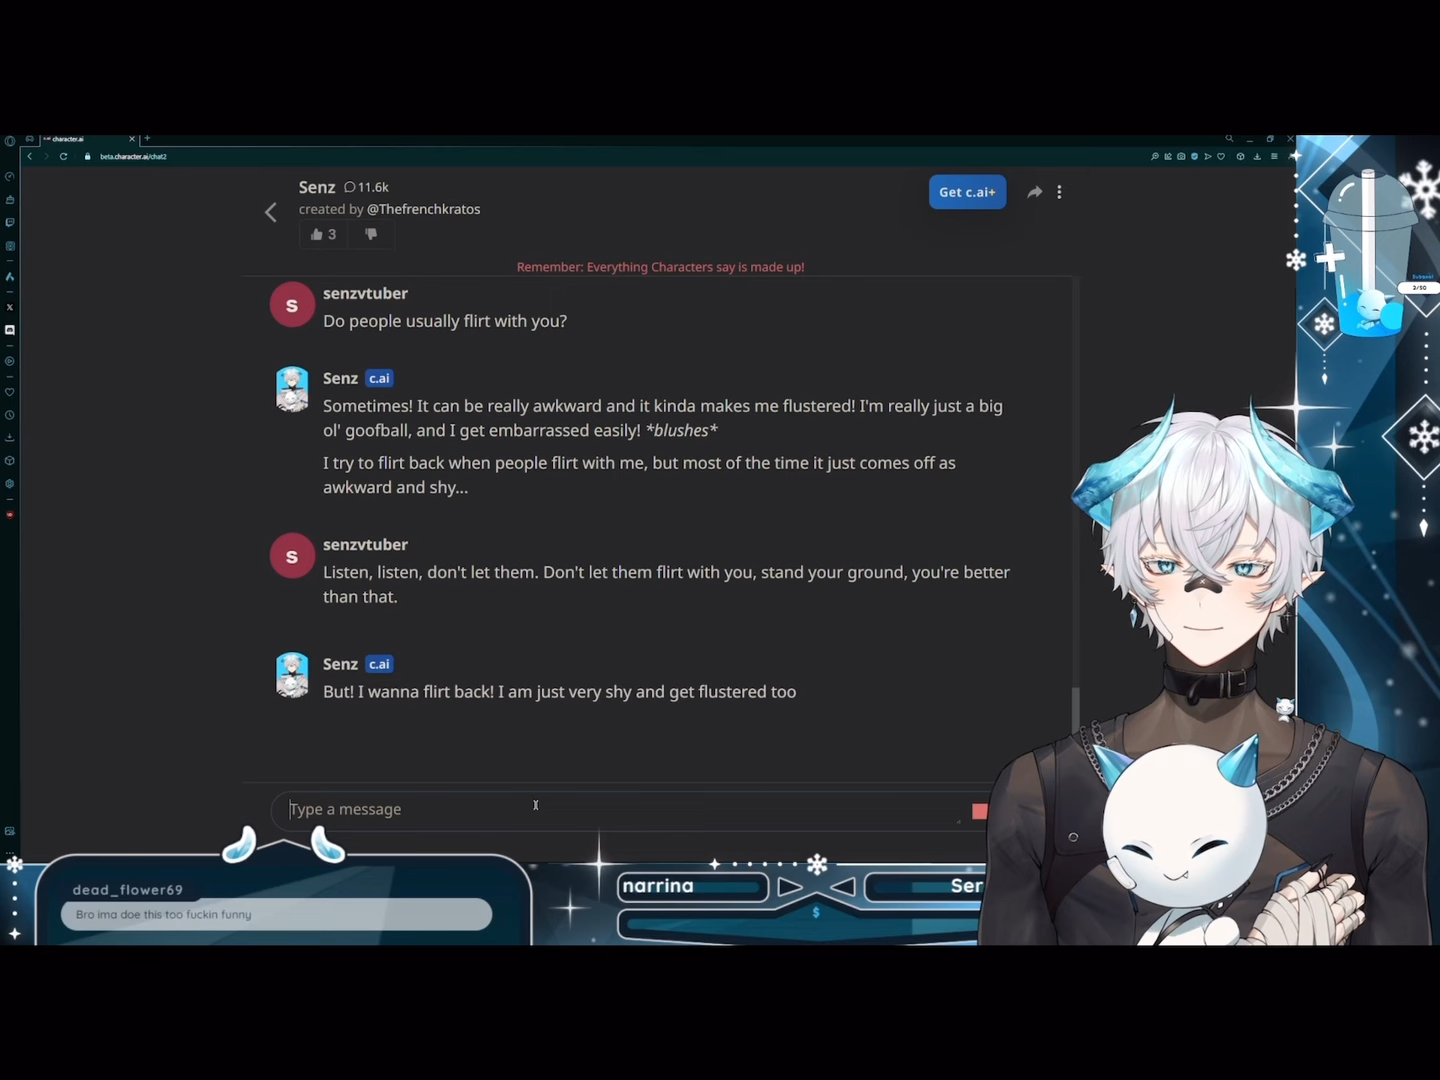 character.ai
beta.character.ai/chat2
Senz 11.6k
created by @Thefrenchkratos
3
Get c.ai+
Remember: Everything Characters say is made up!
S
senzvtuber
Do people usually flirt with you?
Senz c.ai
Sometimes! It can be really awkward and it kinda makes me flustered! I'm really just a big
ol' goofball, and I get embarrassed easily! *blushes*
I try to flirt back when people flirt with me, but most of the time it just comes off as
awkward and shy...
S
senzvtuber
Listen, listen, don't let them. Don't let them flirt with you, stand your ground, you're better
than that.
Senz c.ai
But! I wanna flirt back! I am just very shy and get flustered too
Type a message
dead_flower69
Bro ima doe this too fuckin funny
narrina
Ser
$